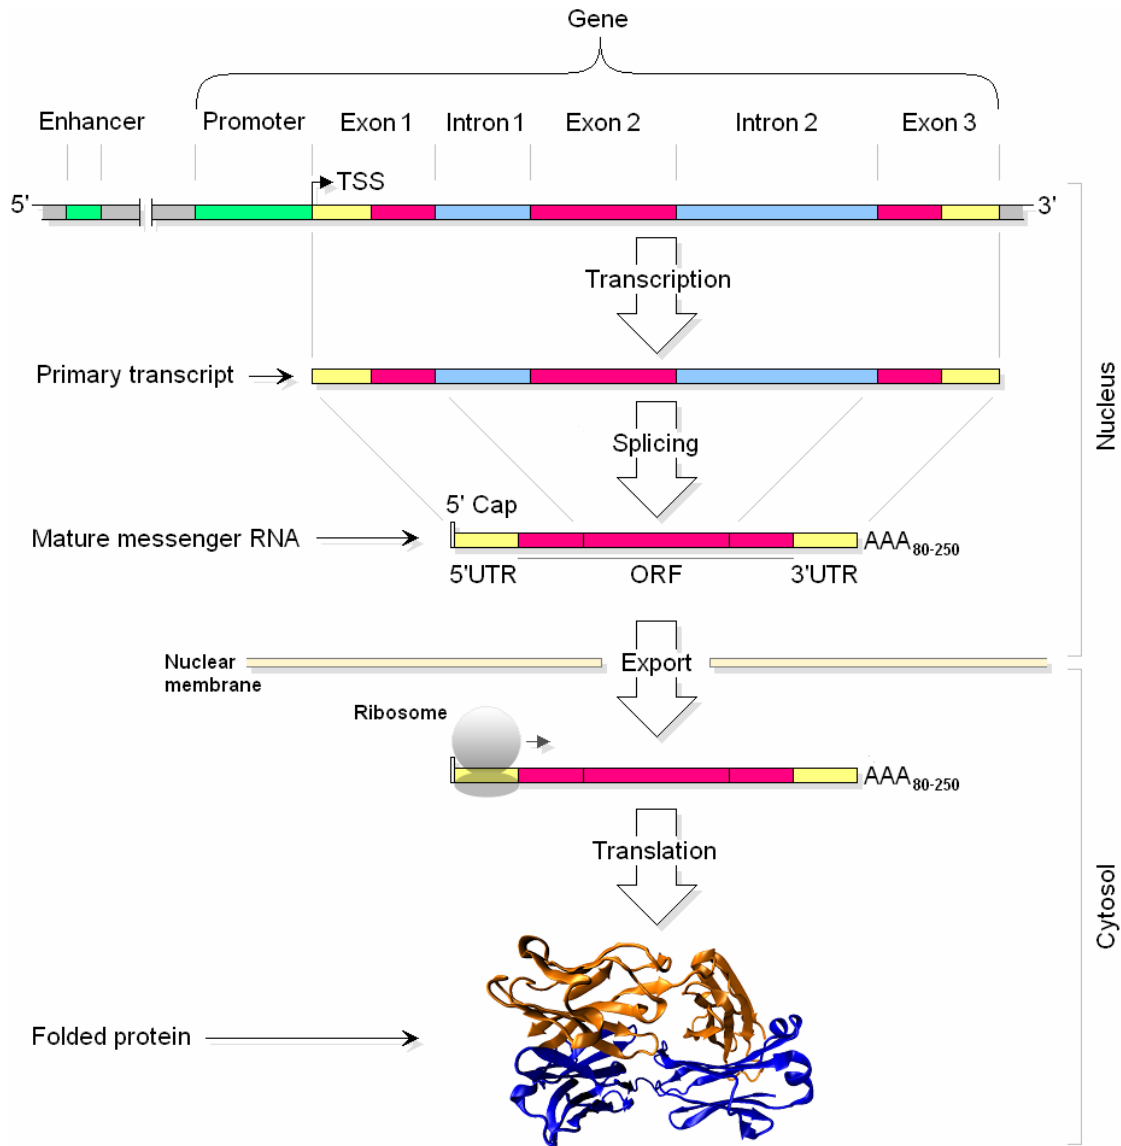 Gene
Enhancer
Promoter
Exon 1
Intron 1
Exon 2
Intron 2
Exon 3
TSS
5'
3'
Transcription
Primary transcript
Nucleus
Splicing
5' Cap
Mature messenger RNA
AAA80-250
5'UTR
ORF
3'UTR
Nuclear
membrane
Export
Ribosome
AAA80-250
Translation
Cytosol
Folded protein